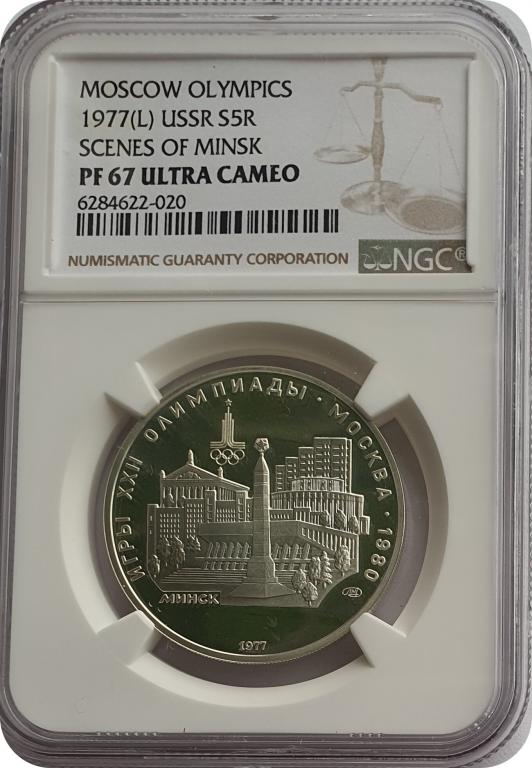 MOSCOW OLYMPICS
1977(L) USSR S5R
SCENES OF MINSK
PF 67 ULTRA CAMEO
6284622-020
NUMISMATIC GUARANTY CORPORATION
NGC®
ИГРЫ XXII ОЛИМПИАДЫ · МОСКВА · 1980
МИНСК
ЛМД
1977